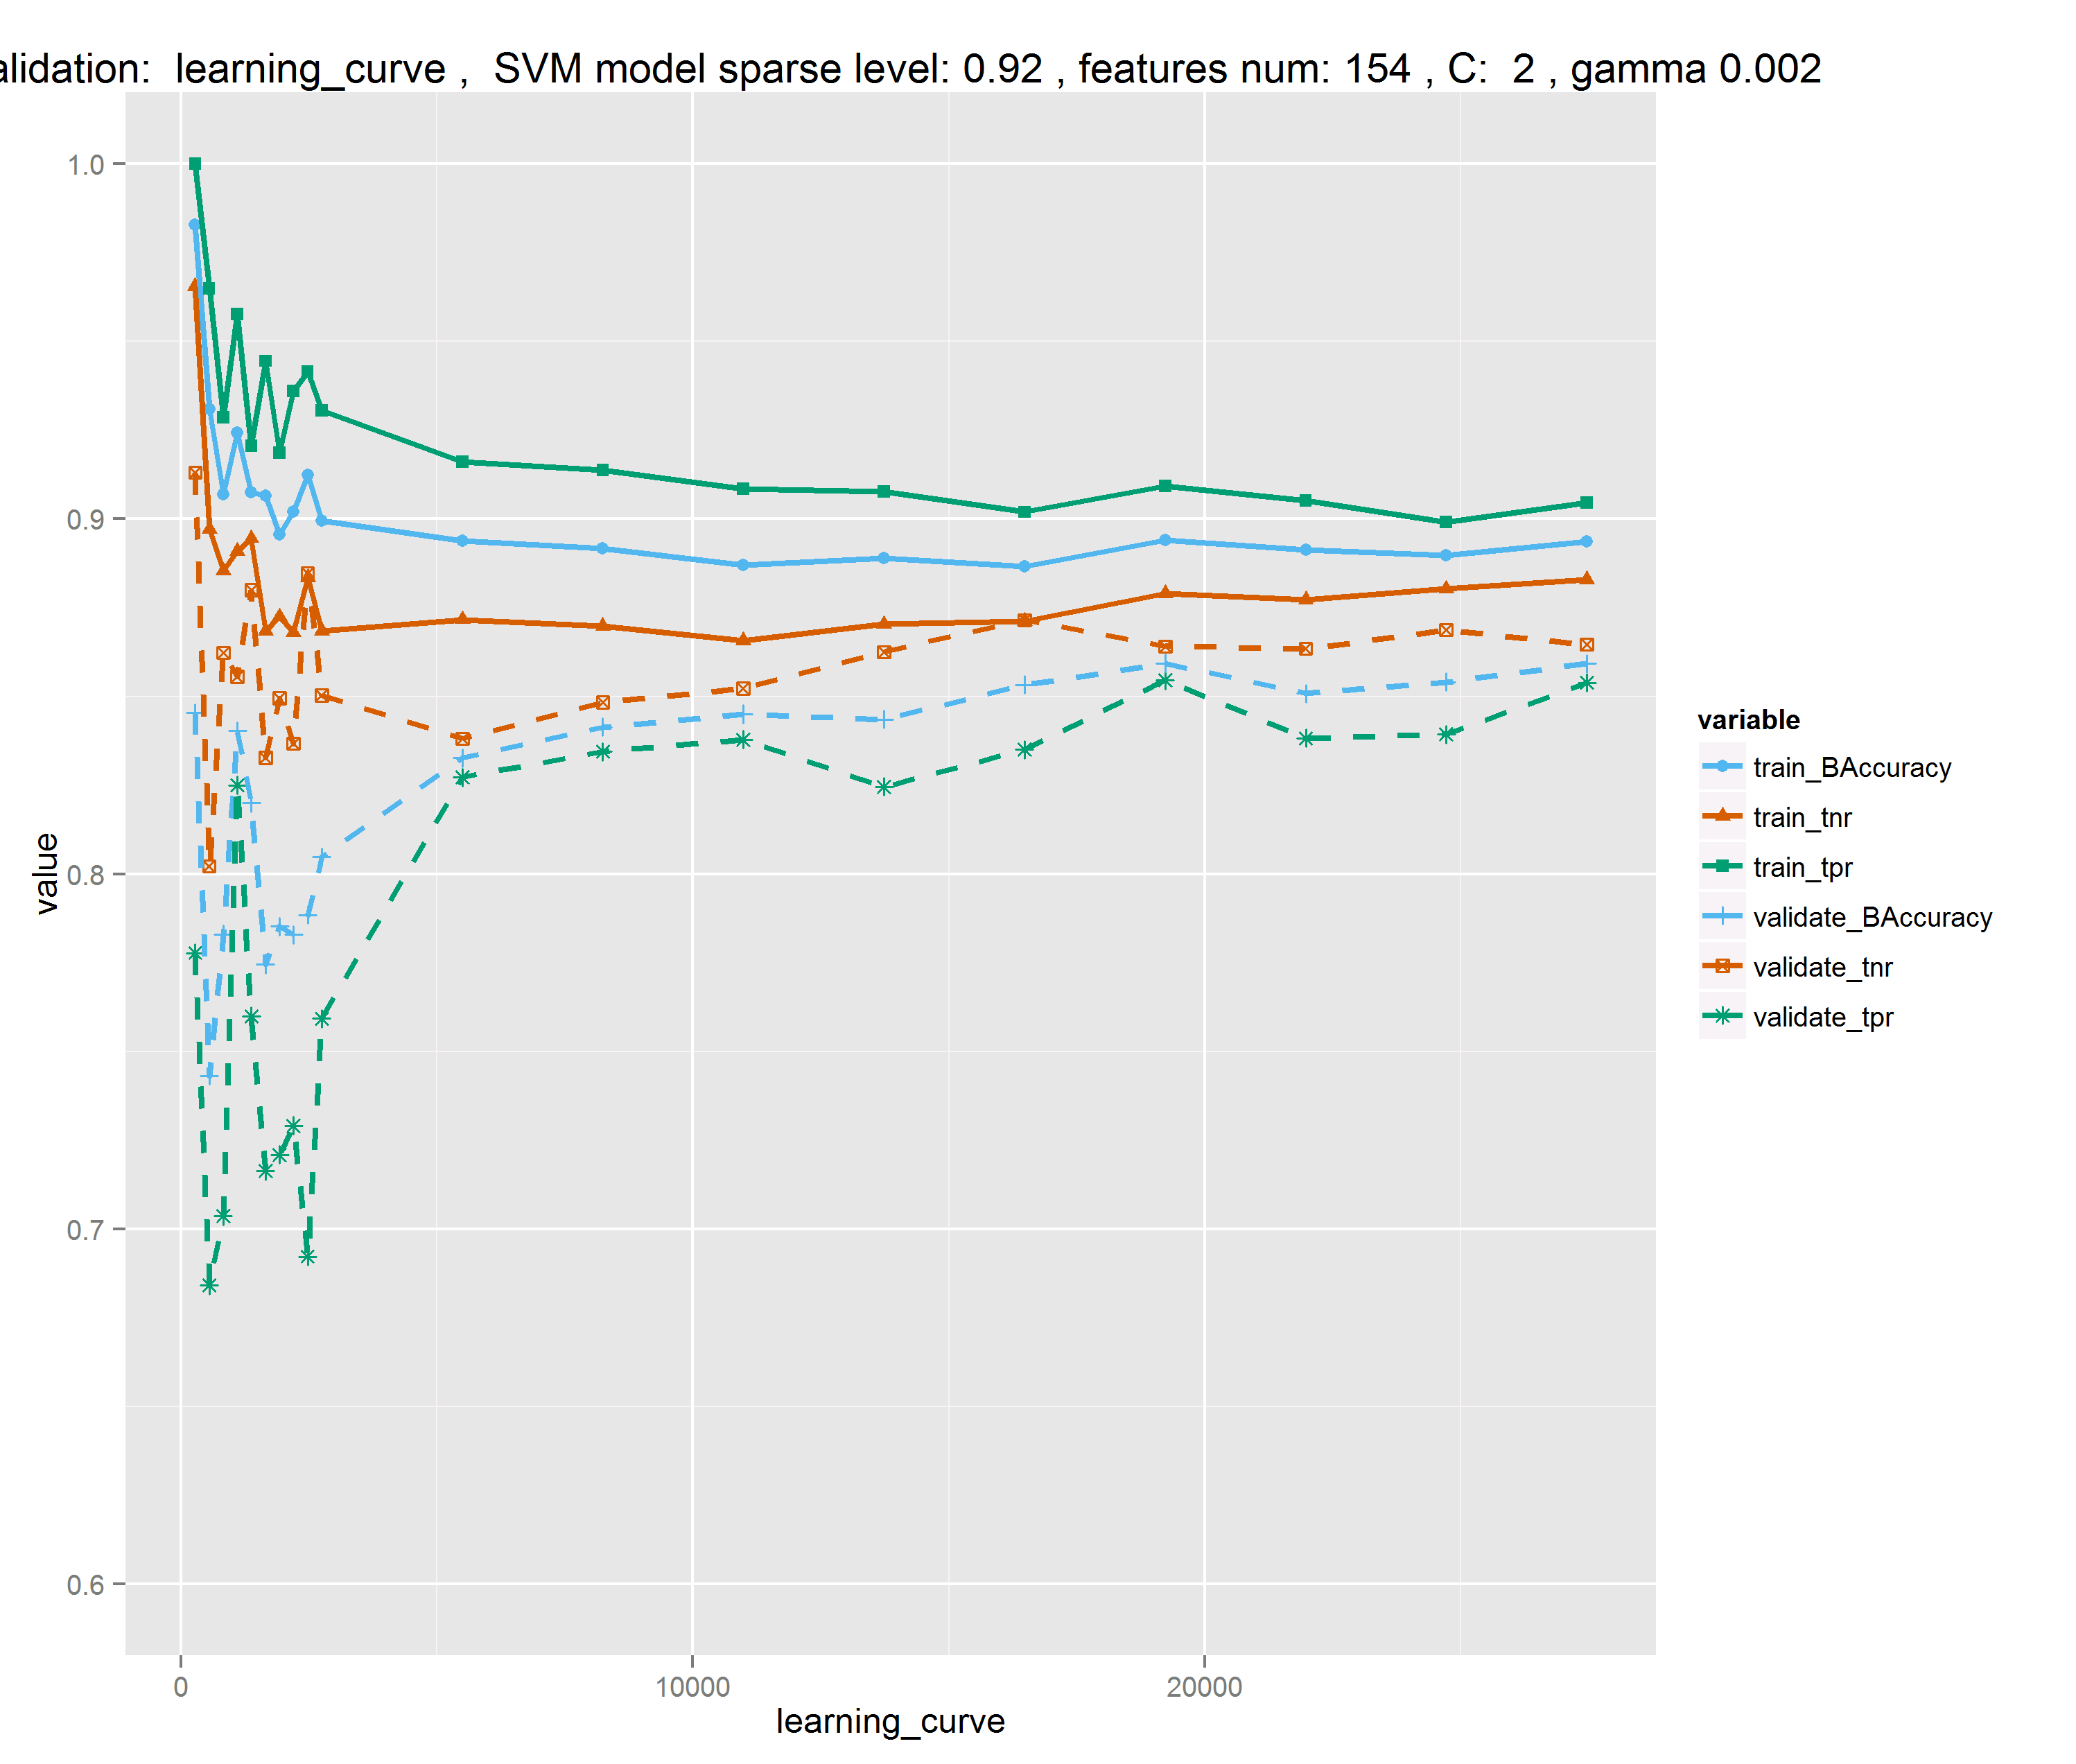 alidation:  learning_curve ,  SVM model sparse level: 0.92 , features num: 154 , C:  2 , gamma 0.002
1.0
0.9
0.8
0.7
0.6
value
0 10000 20000
learning_curve
variable
train_BAccuracy
train_tnr
train_tpr
validate_BAccuracy
validate_tnr
validate_tpr